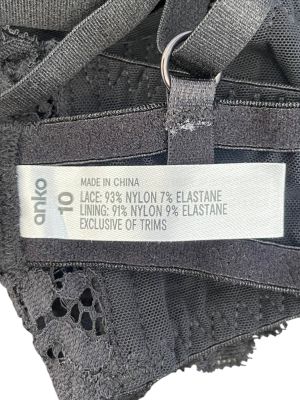 anko
10
MADE IN CHINA
LACE: 93% NYLON 7% ELASTANE
LINING: 91% NYLON 9% ELASTANE
EXCLUSIVE OF TRIMS